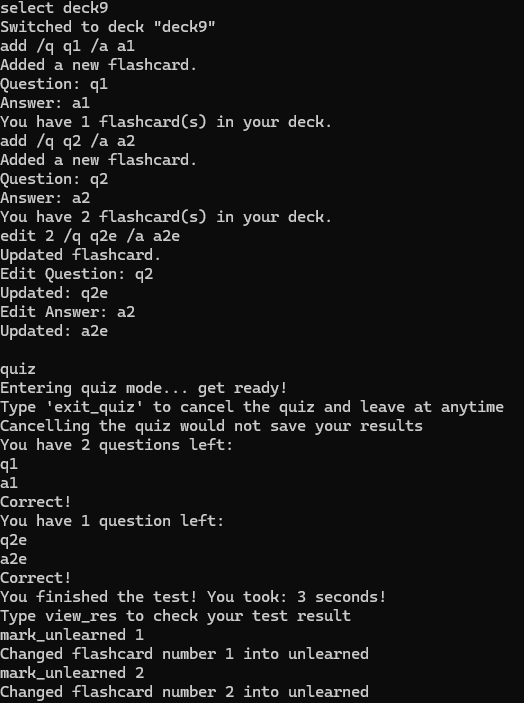 select deck9
Switched to deck "deck9"
add /q q1 /a a1
Added a new flashcard.
Question: q1
Answer: a1
You have 1 flashcard(s) in your deck.
add /q q2 /a a2
Added a new flashcard.
Question: q2
Answer: a2
You have 2 flashcard(s) in your deck.
edit 2 /q q2e /a a2e
Updated flashcard.
Edit Question: q2
Updated: q2e
Edit Answer: a2
Updated: a2e

quiz
Entering quiz mode... get ready!
Type 'exit_quiz' to cancel the quiz and leave at anytime
Cancelling the quiz would not save your results
You have 2 questions left:
q1
a1
Correct!
You have 1 question left:
q2e
a2e
Correct!
You finished the test! You took: 3 seconds!
Type view_res to check your test result
mark_unlearned 1
Changed flashcard number 1 into unlearned
mark_unlearned 2
Changed flashcard number 2 into unlearned